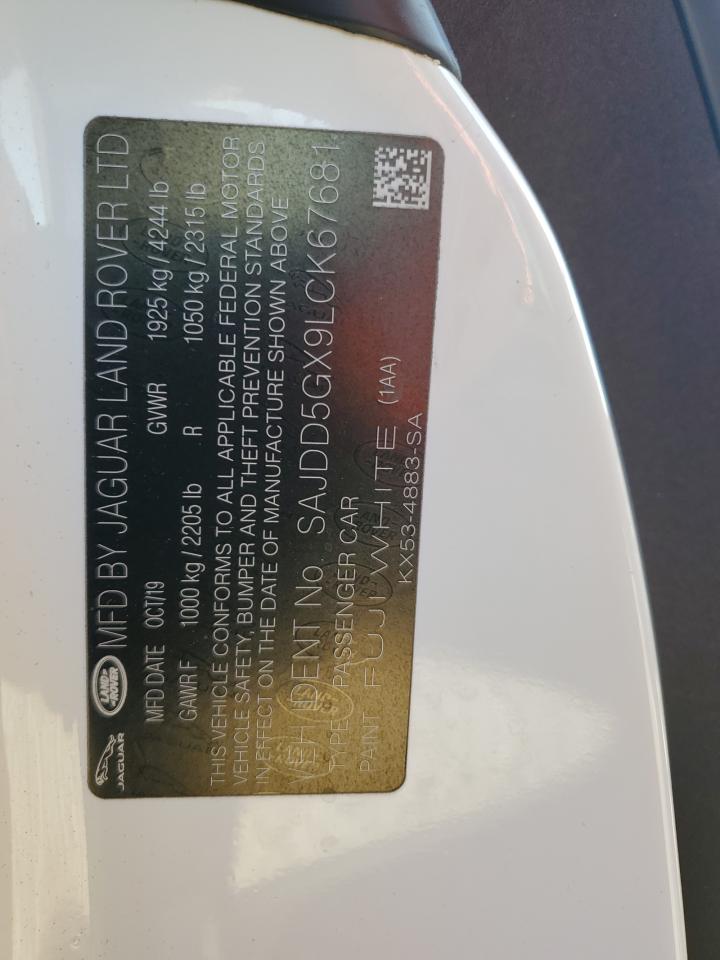 JAGUAR LAND ROVER MFD BY JAGUAR LAND ROVER LTD
MFD DATE OCT/19 GVWR 1925 kg / 4244 lb
GAWR F 1000 kg / 2205 lb R 1050 kg / 2315 lb
THIS VEHICLE CONFORMS TO ALL APPLICABLE FEDERAL MOTOR
VEHICLE SAFETY, BUMPER AND THEFT PREVENTION STANDARDS
IN EFFECT ON THE DATE OF MANUFACTURE SHOWN ABOVE
VEH IDENT No. SAJDD5GX9LCK67681
TYPE PASSENGER CAR
PAINT FUJI WHITE (1AA)
KX53-4883-SA